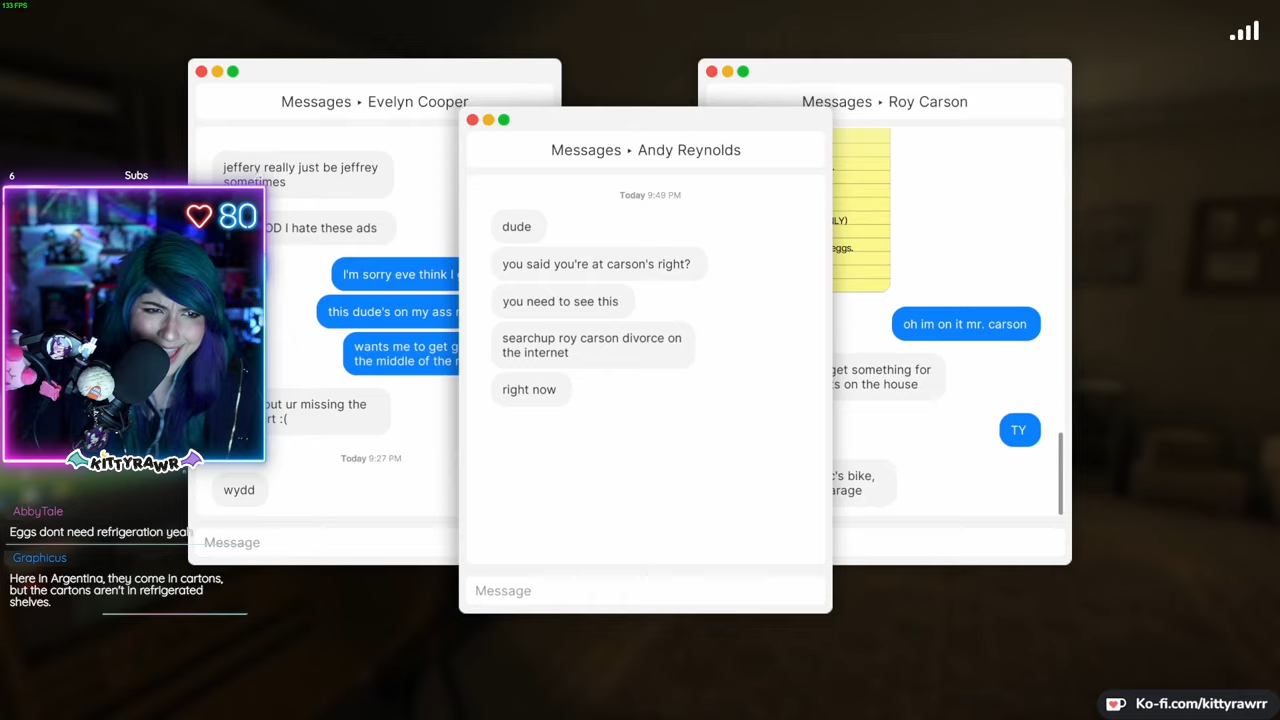 133 FPS
Messages ‣ Evelyn Cooper
jeffery really just be jeffrey
sometimes
OD I hate these ads
I'm sorry eve think I
this dude's on my ass
wants me to get
the middle of the
out ur missing the
rt :(
Today 9:27 PM
wydd
Message
Messages ‣ Andy Reynolds
Today 9:49 PM
dude
you said you're at carson's right?
you need to see this
searchup roy carson divorce on
the internet
right now
Message
Messages ‣ Roy Carson
LY)
eggs.
oh im on it mr. carson
get something for
s on the house
TY
c's bike,
arage
6
Subs
80
KITTYRAWR
AbbyTale
Eggs dont need refrigeration yeah
Graphicus
Here in Argentina, they come in cartons,
but the cartons aren't in refrigerated
shelves.
Ko-fi.com/kittyrawrr